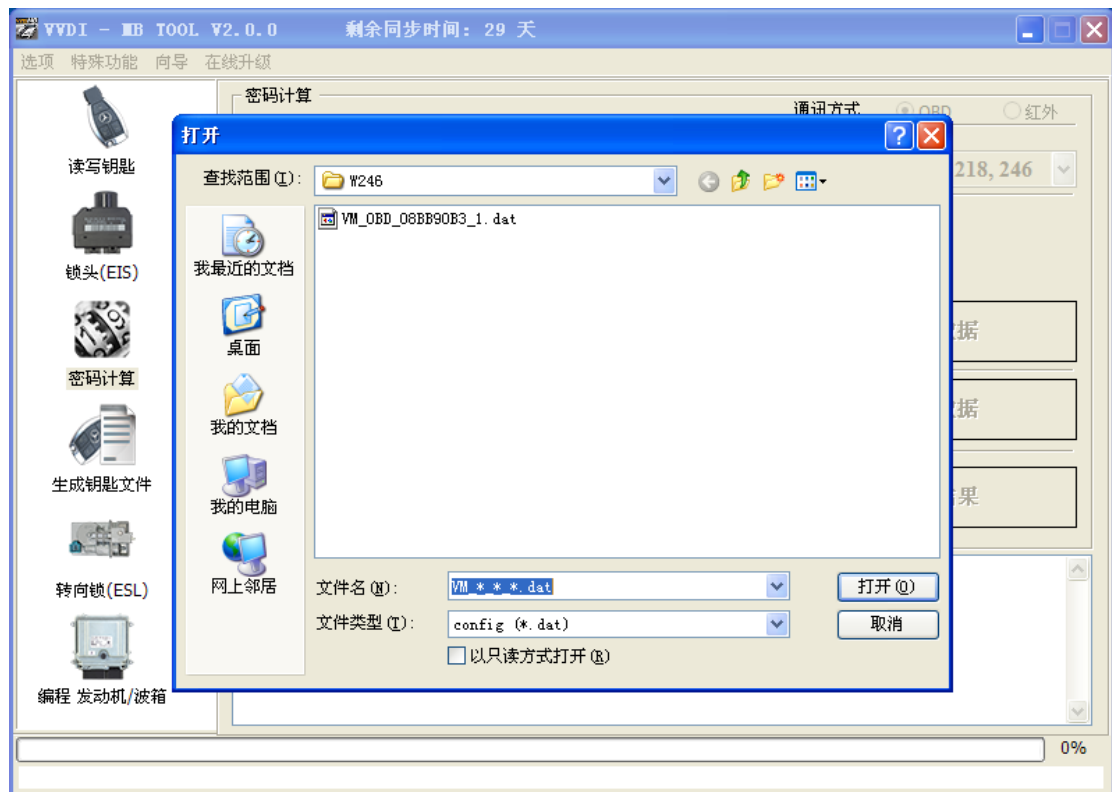 VVDI - MB TOOL V2.0.0 剩余同步时间: 29 天
选项 特殊功能 向导 在线升级
读写钥匙
锁头(EIS)
密码计算
生成钥匙文件
转向锁(ESL)
编程 发动机/波箱
密码计算
通讯方式 OBD 红外
218, 246
据
据
果
打开
查找范围(I): W246
我最近的文档
桌面
我的文档
我的电脑
网上邻居
VM_OBD_08BB90B3_1.dat
文件名(N): VM_*_*_*.dat 打开(O)
文件类型(T): config (*.dat) 取消
以只读方式打开(R)
0%